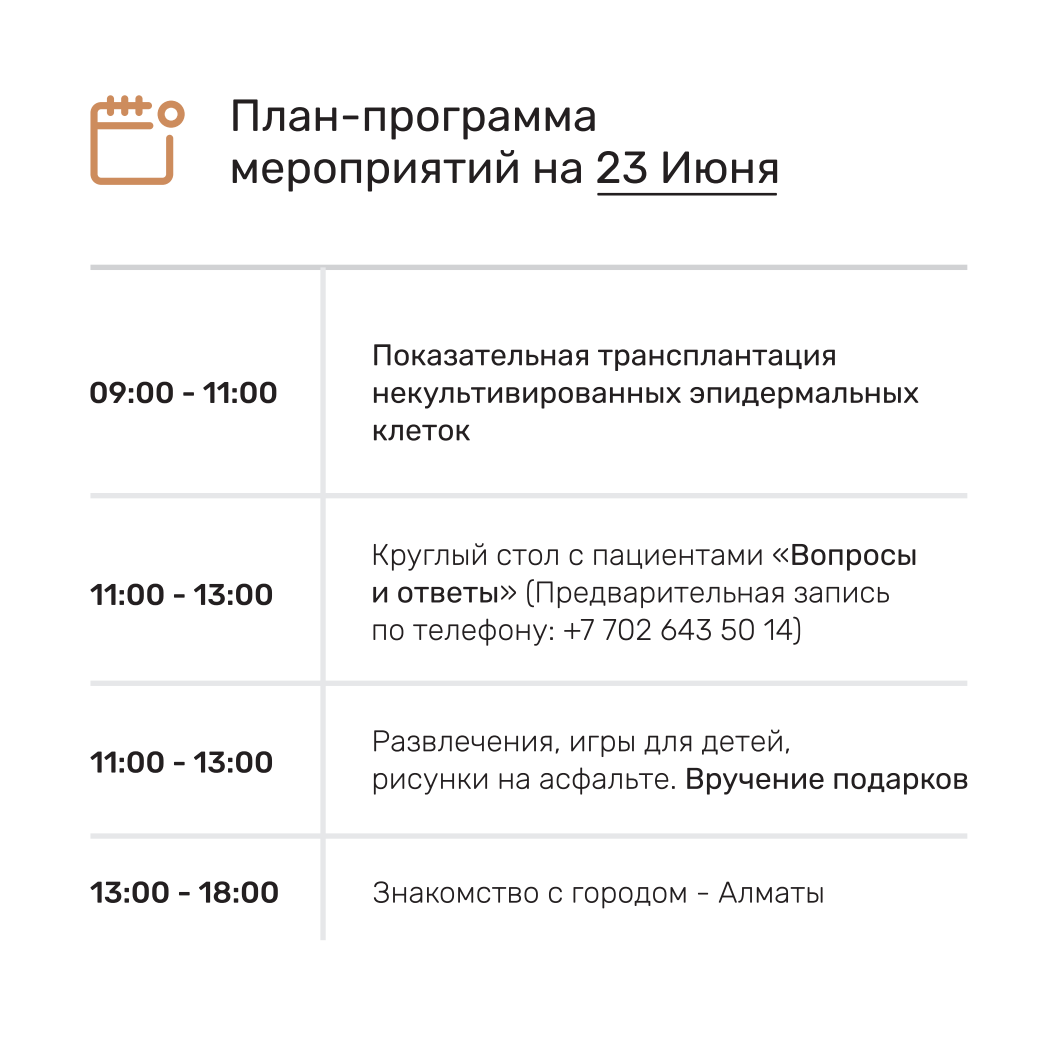 План-программа
мероприятий на 23 Июня
09:00 - 11:00
Показательная трансплантация
некультивированных эпидермальных
клеток
11:00 - 13:00
Круглый стол с пациентами «Вопросы
и ответы» (Предварительная запись
по телефону: +7 702 643 50 14)
11:00 - 13:00
Развлечения, игры для детей,
рисунки на асфальте. Вручение подарков
13:00 - 18:00
Знакомство с городом - Алматы